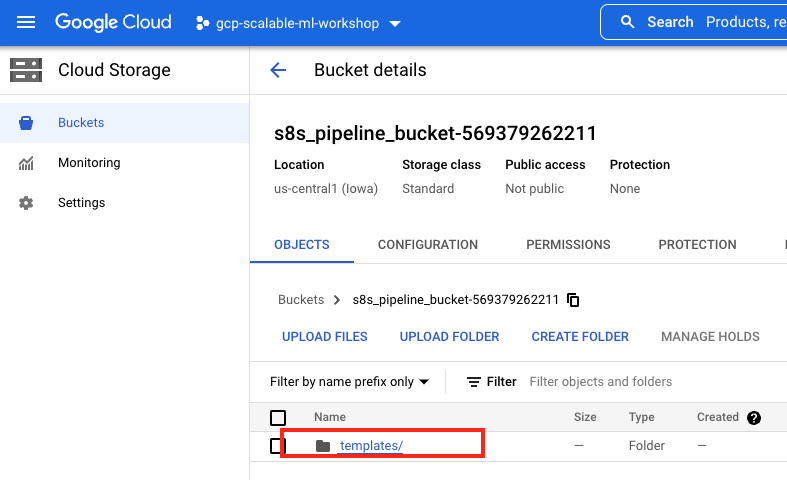 Google Cloud
gcp-scalable-ml-workshop
Search Products, re
Cloud Storage
Bucket details
Buckets
Monitoring
Settings
s8s_pipeline_bucket-569379262211
Location Storage class Public access Protection
us-central1 (Iowa) Standard Not public None
OBJECTS CONFIGURATION PERMISSIONS PROTECTION
Buckets > s8s_pipeline_bucket-569379262211
UPLOAD FILES UPLOAD FOLDER CREATE FOLDER MANAGE HOLDS
Filter by name prefix only Filter Filter objects and folders
Name Size Type Created ?
templates/ — Folder —